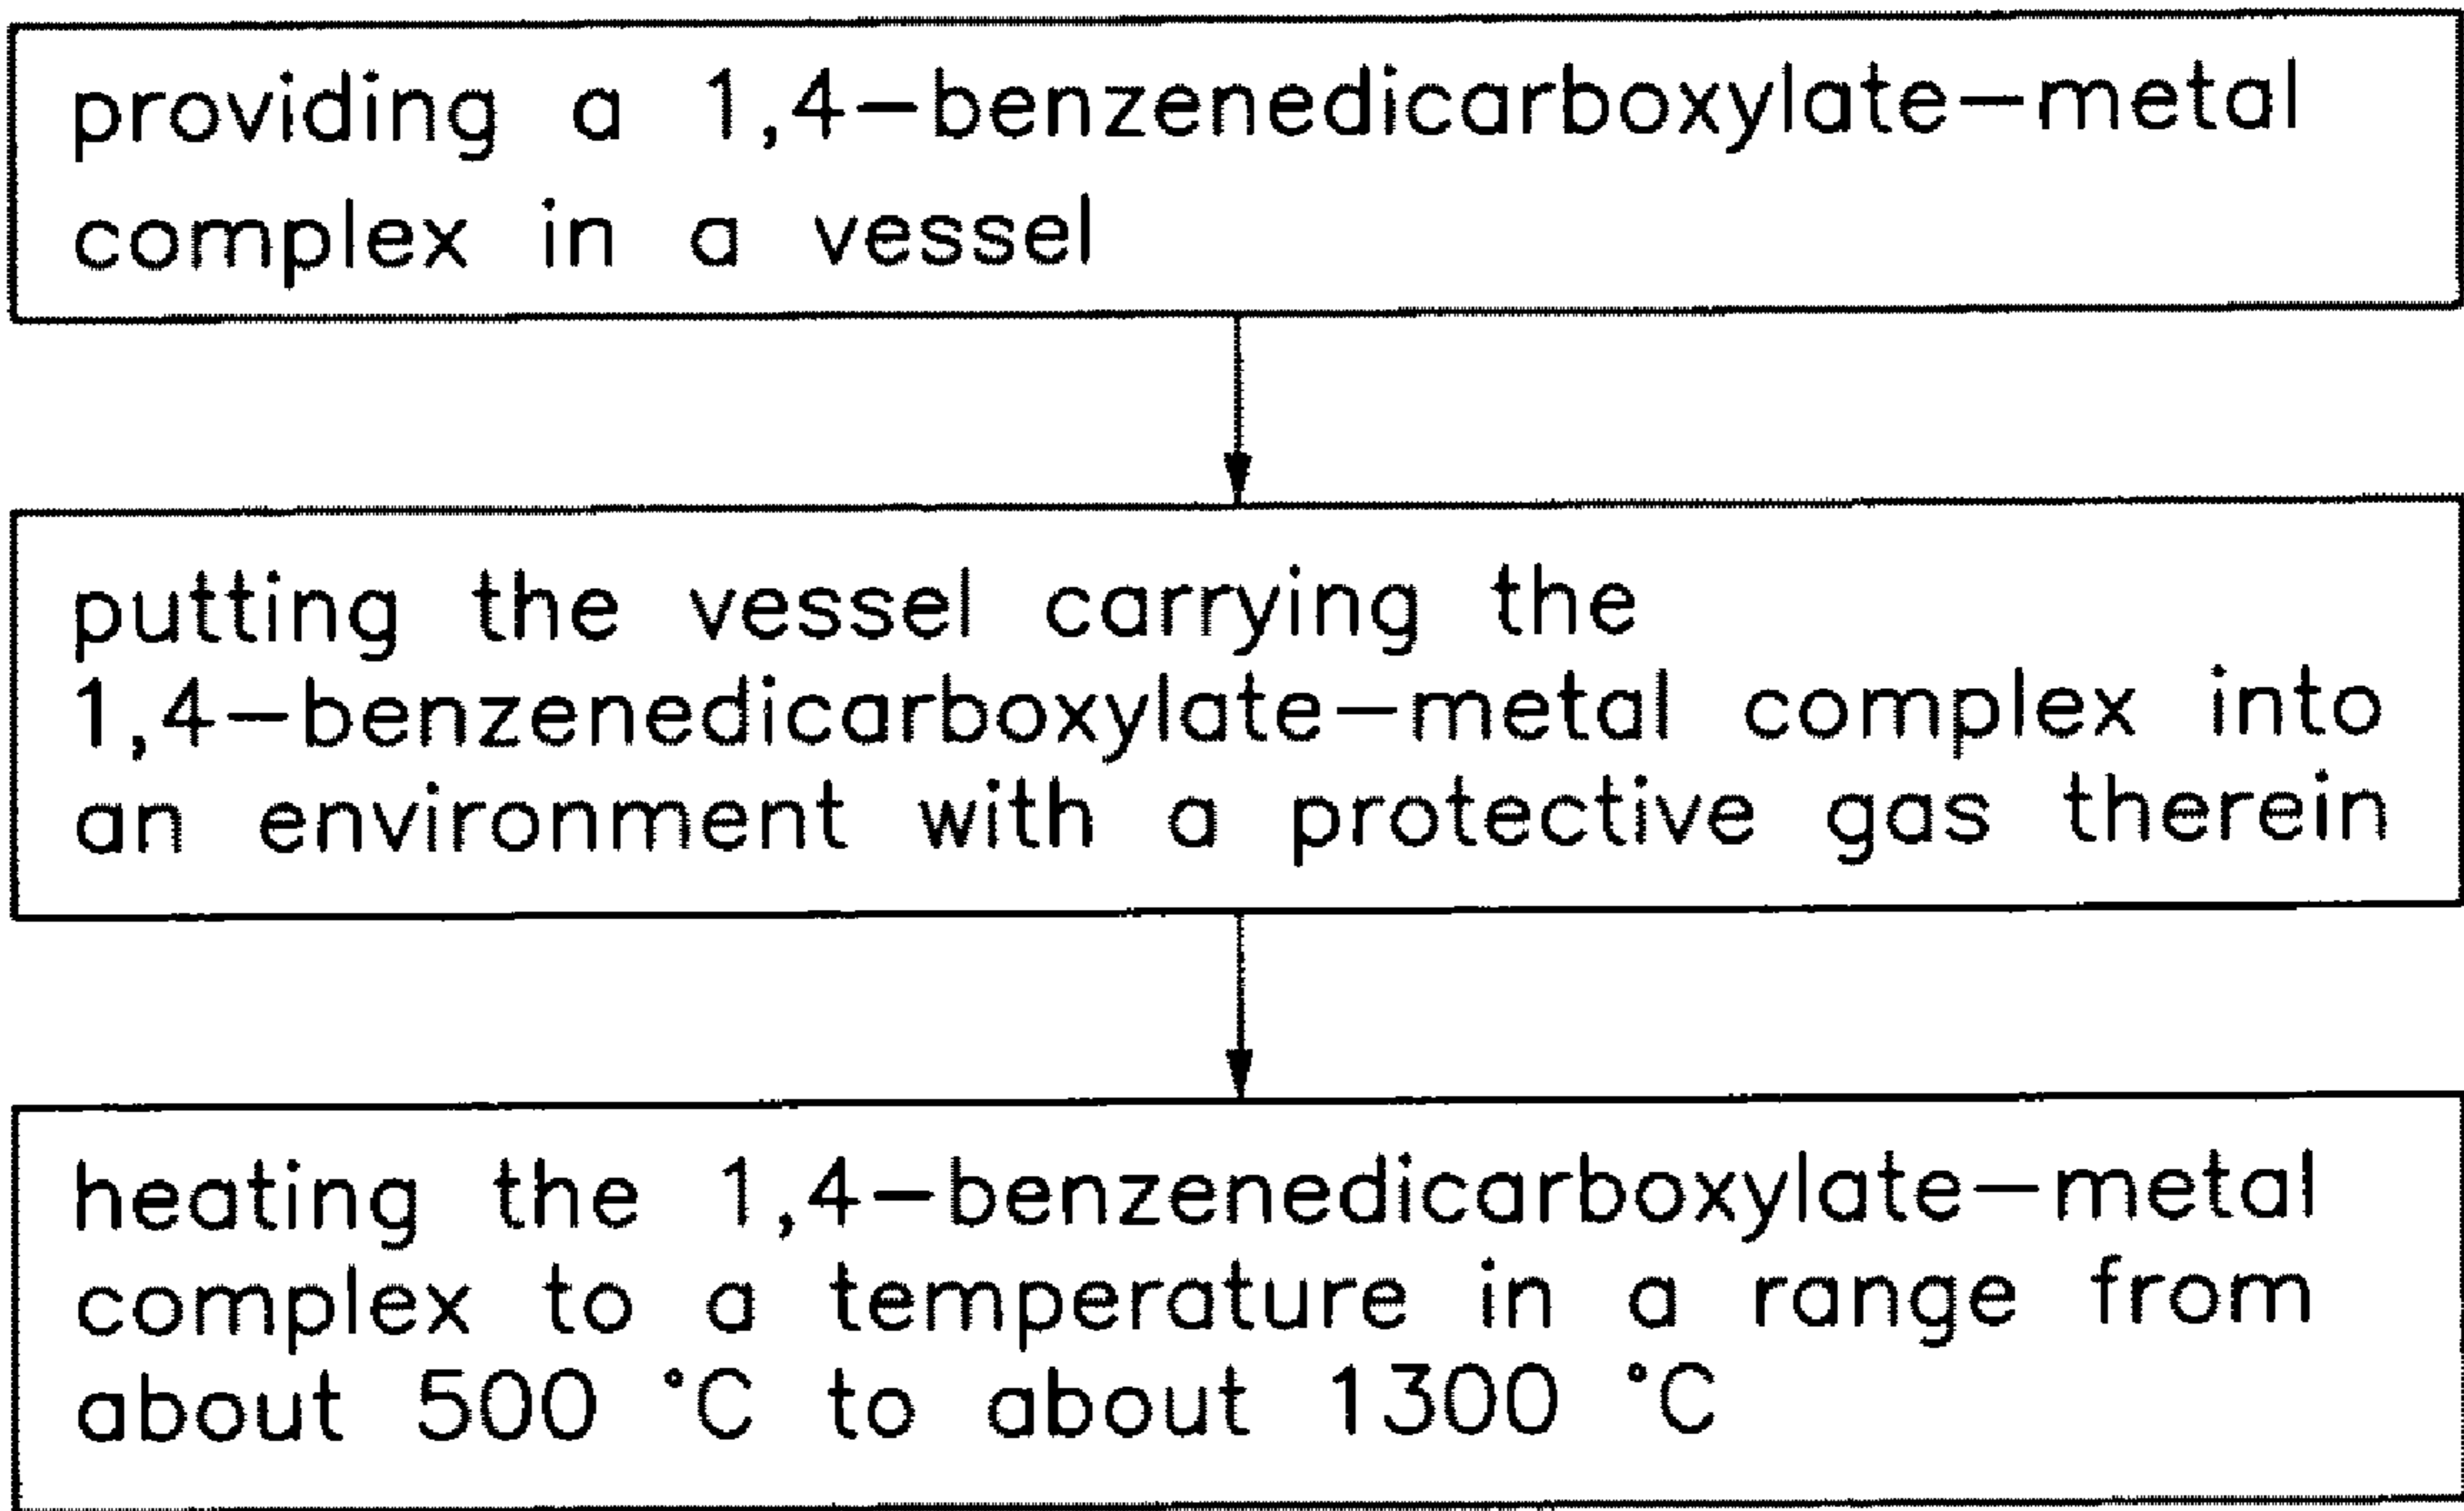 providing a 1,4-benzenedicarboxylate-metal
complex in a vessel
putting the vessel carrying the
1,4-benzenedicarboxylate-metal complex into
an environment with a protective gas therein
heating the 1,4-benzenedicarboxylate-metal
complex to a temperature in a range from
about 500 °C to about 1300 °C